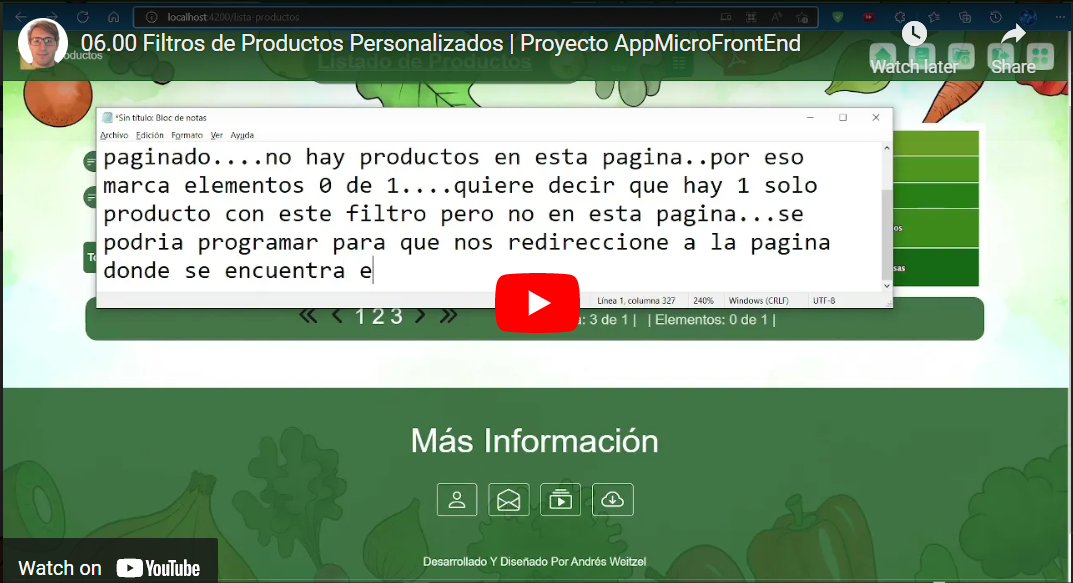 localhost:4200/lista-productos
06.00 Filtros de Productos Personalizados | Proyecto AppMicroFrontEnd
Listado de Productos
Watch later
Share
*Sin título: Bloc de notas
Archivo Edición Formato Ver Ayuda
paginado....no hay productos en esta pagina..por eso
marca elementos 0 de 1....quiere decir que hay 1 solo
producto con este filtro pero no en esta pagina...se
podria programar para que nos redireccione a la pagina
donde se encuentra e
Línea 1, columna 327 240% Windows (CRLF) UTF-8
« < 1 2 3 > »
: 3 de 1 | | Elementos: 0 de 1 |
Más Información
Desarrollado Y Diseñado Por Andrés Weitzel
Watch on YouTube